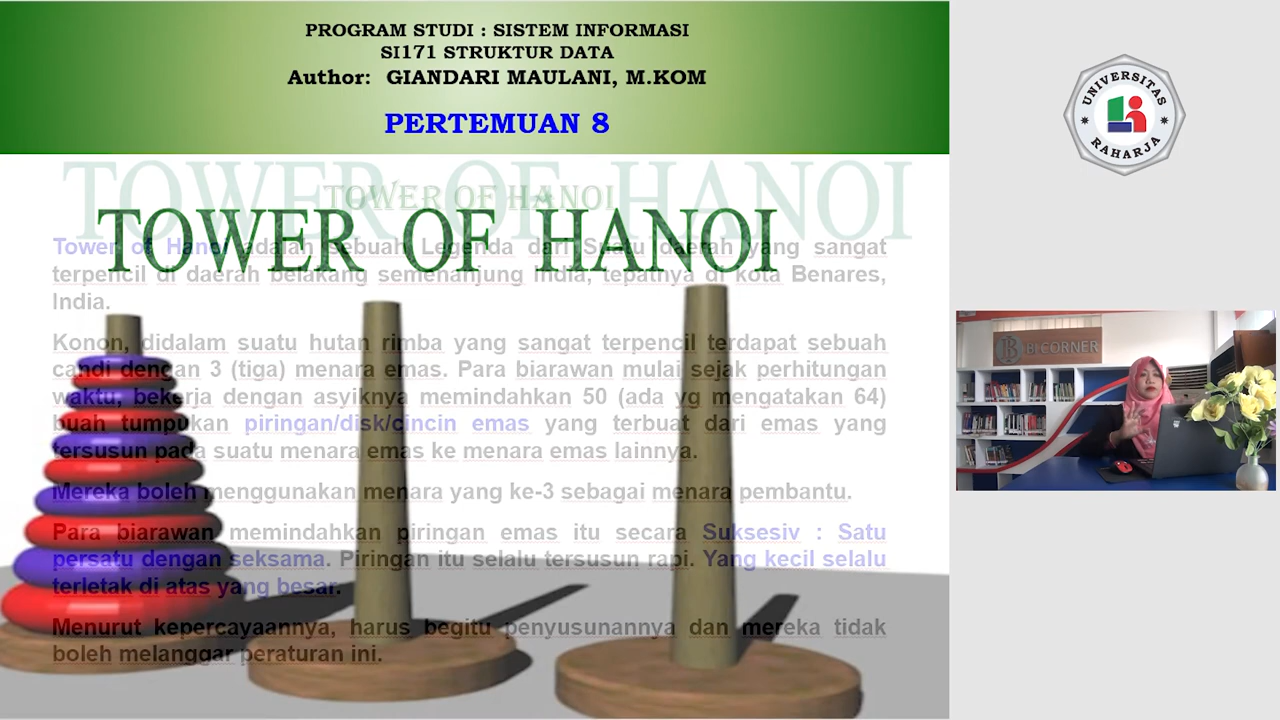 PROGRAM STUDI : SISTEM INFORMASI
SI171 STRUKTUR DATA
Author: GIANDARI MAULANI, M.KOM
PERTEMUAN 8
TOWER OF HANOI
TOWER OF HANOI
TOWER OF HANOI
Tower of Hanoi adalah sebuah Legenda dari Suatu daerah yang sangat
terpencil di daerah belakang semenanjung India, tepatnya di kota Benares,
India.
Konon, didalam suatu hutan rimba yang sangat terpencil terdapat sebuah
candi dengan 3 (tiga) menara emas. Para biarawan mulai sejak perhitungan
waktu, bekerja dengan asyiknya memindahkan 50 (ada yg mengatakan 64)
buah tumpukan piringan/disk/cincin emas yang terbuat dari emas yang
tersusun pada suatu menara emas ke menara emas lainnya.
Mereka boleh menggunakan menara yang ke-3 sebagai menara pembantu.
Para biarawan memindahkan piringan emas itu secara Suksesiv : Satu
persatu dengan seksama. Piringan itu selalu tersusun rapi. Yang kecil selalu
terletak di atas yang besar.
Menurut kepercayaannya, harus begitu penyusunannya dan mereka tidak
boleh melanggar peraturan ini.
UNIVERSITAS
RAHARJA
BI CORNER